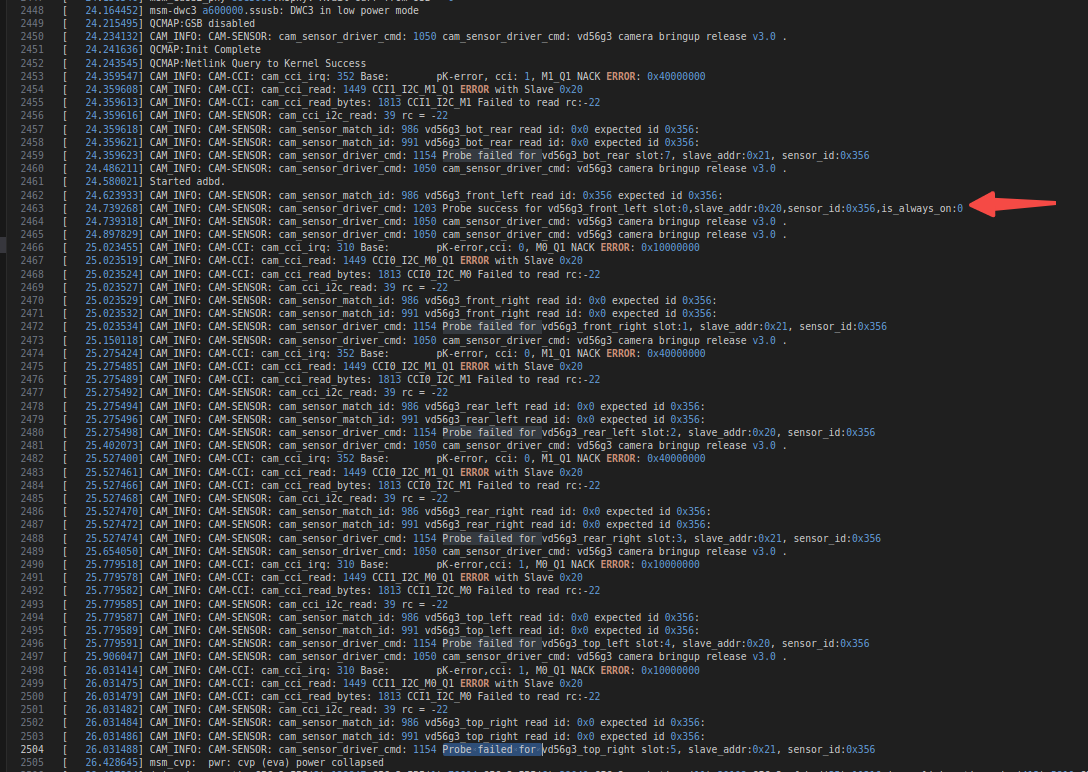 2448 [ 24.164452] msm-dwc3 a600000.ssusb: DWC3 in low power mode
2449 [ 24.215495] QCMAP:GSB disabled
2450 [ 24.234132] CAM_INFO: CAM-SENSOR: cam_sensor_driver_cmd: 1050 cam_sensor_driver_cmd: vd56g3 camera bringup release v3.0 .
2451 [ 24.241636] QCMAP:Init Complete
2452 [ 24.243545] QCMAP:Netlink Query to Kernel Success
2453 [ 24.359547] CAM_INFO: CAM-CCI: cam_cci_irq: 352 Base: pK-error, cci: 1, M1_Q1 NACK ERROR: 0x40000000
2454 [ 24.359608] CAM_INFO: CAM-CCI: cam_cci_read: 1449 CCI1_I2C_M1_Q1 ERROR with Slave 0x20
2455 [ 24.359613] CAM_INFO: CAM-CCI: cam_cci_read_bytes: 1813 CCI1_I2C_M1 Failed to read rc:-22
2456 [ 24.359616] CAM_INFO: CAM-SENSOR: cam_cci_i2c_read: 39 rc = -22
2457 [ 24.359618] CAM_INFO: CAM-SENSOR: cam_sensor_match_id: 986 vd56g3_bot_rear read id: 0x0 expected id 0x356:
2458 [ 24.359621] CAM_INFO: CAM-SENSOR: cam_sensor_match_id: 991 vd56g3_bot_rear read id: 0x0 expected id 0x356:
2459 [ 24.359623] CAM_INFO: CAM-SENSOR: cam_sensor_driver_cmd: 1154 Probe failed for vd56g3_bot_rear slot:7, slave_addr:0x21, sensor_id:0x356
2460 [ 24.486211] CAM_INFO: CAM-SENSOR: cam_sensor_driver_cmd: 1050 cam_sensor_driver_cmd: vd56g3 camera bringup release v3.0 .
2461 [ 24.580021] Started adbd.
2462 [ 24.623933] CAM_INFO: CAM-SENSOR: cam_sensor_match_id: 986 vd56g3_front_left read id: 0x356 expected id 0x356:
2463 [ 24.739268] CAM_INFO: CAM-SENSOR: cam_sensor_driver_cmd: 1203 Probe success for vd56g3_front_left slot:0,slave_addr:0x20,sensor_id:0x356,is_always_on:0
2464 [ 24.739318] CAM_INFO: CAM-SENSOR: cam_sensor_driver_cmd: 1050 cam_sensor_driver_cmd: vd56g3 camera bringup release v3.0 .
2465 [ 24.897829] CAM_INFO: CAM-SENSOR: cam_sensor_driver_cmd: 1050 cam_sensor_driver_cmd: vd56g3 camera bringup release v3.0 .
2466 [ 25.023455] CAM_INFO: CAM-CCI: cam_cci_irq: 310 Base: pK-error,cci: 0, M0_Q1 NACK ERROR: 0x10000000
2467 [ 25.023519] CAM_INFO: CAM-CCI: cam_cci_read: 1449 CCI0_I2C_M0_Q1 ERROR with Slave 0x20
2468 [ 25.023524] CAM_INFO: CAM-CCI: cam_cci_read_bytes: 1813 CCI0_I2C_M0 Failed to read rc:-22
2469 [ 25.023527] CAM_INFO: CAM-SENSOR: cam_cci_i2c_read: 39 rc = -22
2470 [ 25.023529] CAM_INFO: CAM-SENSOR: cam_sensor_match_id: 986 vd56g3_front_right read id: 0x0 expected id 0x356:
2471 [ 25.023532] CAM_INFO: CAM-SENSOR: cam_sensor_match_id: 991 vd56g3_front_right read id: 0x0 expected id 0x356:
2472 [ 25.023534] CAM_INFO: CAM-SENSOR: cam_sensor_driver_cmd: 1154 Probe failed for vd56g3_front_right slot:1, slave_addr:0x21, sensor_id:0x356
2473 [ 25.150118] CAM_INFO: CAM-SENSOR: cam_sensor_driver_cmd: 1050 cam_sensor_driver_cmd: vd56g3 camera bringup release v3.0 .
2474 [ 25.275424] CAM_INFO: CAM-CCI: cam_cci_irq: 352 Base: pK-error, cci: 0, M1_Q1 NACK ERROR: 0x40000000
2475 [ 25.275485] CAM_INFO: CAM-CCI: cam_cci_read: 1449 CCI0_I2C_M1_Q1 ERROR with Slave 0x20
2476 [ 25.275489] CAM_INFO: CAM-CCI: cam_cci_read_bytes: 1813 CCI0_I2C_M1 Failed to read rc:-22
2477 [ 25.275492] CAM_INFO: CAM-SENSOR: cam_cci_i2c_read: 39 rc = -22
2478 [ 25.275494] CAM_INFO: CAM-SENSOR: cam_sensor_match_id: 986 vd56g3_rear_left read id: 0x0 expected id 0x356:
2479 [ 25.275496] CAM_INFO: CAM-SENSOR: cam_sensor_match_id: 991 vd56g3_rear_left read id: 0x0 expected id 0x356:
2480 [ 25.275498] CAM_INFO: CAM-SENSOR: cam_sensor_driver_cmd: 1154 Probe failed for vd56g3_rear_left slot:2, slave_addr:0x20, sensor_id:0x356
2481 [ 25.402073] CAM_INFO: CAM-SENSOR: cam_sensor_driver_cmd: 1050 cam_sensor_driver_cmd: vd56g3 camera bringup release v3.0 .
2482 [ 25.527400] CAM_INFO: CAM-CCI: cam_cci_irq: 352 Base: pK-error, cci: 0, M1_Q1 NACK ERROR: 0x40000000
2483 [ 25.527461] CAM_INFO: CAM-CCI: cam_cci_read: 1449 CCI0_I2C_M1_Q1 ERROR with Slave 0x20
2484 [ 25.527466] CAM_INFO: CAM-CCI: cam_cci_read_bytes: 1813 CCI0_I2C_M1 Failed to read rc:-22
2485 [ 25.527468] CAM_INFO: CAM-SENSOR: cam_cci_i2c_read: 39 rc = -22
2486 [ 25.527470] CAM_INFO: CAM-SENSOR: cam_sensor_match_id: 986 vd56g3_rear_right read id: 0x0 expected id 0x356:
2487 [ 25.527472] CAM_INFO: CAM-SENSOR: cam_sensor_match_id: 991 vd56g3_rear_right read id: 0x0 expected id 0x356:
2488 [ 25.527474] CAM_INFO: CAM-SENSOR: cam_sensor_driver_cmd: 1154 Probe failed for vd56g3_rear_right slot:3, slave_addr:0x21, sensor_id:0x356
2489 [ 25.654050] CAM_INFO: CAM-SENSOR: cam_sensor_driver_cmd: 1050 cam_sensor_driver_cmd: vd56g3 camera bringup release v3.0 .
2490 [ 25.779518] CAM_INFO: CAM-CCI: cam_cci_irq: 310 Base: pK-error,cci: 1, M0_Q1 NACK ERROR: 0x10000000
2491 [ 25.779578] CAM_INFO: CAM-CCI: cam_cci_read: 1449 CCI1_I2C_M0_Q1 ERROR with Slave 0x20
2492 [ 25.779582] CAM_INFO: CAM-CCI: cam_cci_read_bytes: 1813 CCI1_I2C_M0 Failed to read rc:-22
2493 [ 25.779585] CAM_INFO: CAM-SENSOR: cam_cci_i2c_read: 39 rc = -22
2494 [ 25.779587] CAM_INFO: CAM-SENSOR: cam_sensor_match_id: 986 vd56g3_top_left read id: 0x0 expected id 0x356:
2495 [ 25.779589] CAM_INFO: CAM-SENSOR: cam_sensor_match_id: 991 vd56g3_top_left read id: 0x0 expected id 0x356:
2496 [ 25.779591] CAM_INFO: CAM-SENSOR: cam_sensor_driver_cmd: 1154 Probe failed for vd56g3_top_left slot:4, slave_addr:0x20, sensor_id:0x356
2497 [ 25.906047] CAM_INFO: CAM-SENSOR: cam_sensor_driver_cmd: 1050 cam_sensor_driver_cmd: vd56g3 camera bringup release v3.0 .
2498 [ 26.031414] CAM_INFO: CAM-CCI: cam_cci_irq: 310 Base: pK-error,cci: 1, M0_Q1 NACK ERROR: 0x10000000
2499 [ 26.031475] CAM_INFO: CAM-CCI: cam_cci_read: 1449 CCI1_I2C_M0_Q1 ERROR with Slave 0x20
2500 [ 26.031479] CAM_INFO: CAM-CCI: cam_cci_read_bytes: 1813 CCI1_I2C_M0 Failed to read rc:-22
2501 [ 26.031482] CAM_INFO: CAM-SENSOR: cam_cci_i2c_read: 39 rc = -22
2502 [ 26.031484] CAM_INFO: CAM-SENSOR: cam_sensor_match_id: 986 vd56g3_top_right read id: 0x0 expected id 0x356:
2503 [ 26.031486] CAM_INFO: CAM-SENSOR: cam_sensor_match_id: 991 vd56g3_top_right read id: 0x0 expected id 0x356:
2504 [ 26.031488] CAM_INFO: CAM-SENSOR: cam_sensor_driver_cmd: 1154 Probe failed for vd56g3_top_right slot:5, slave_addr:0x21, sensor_id:0x356
2505 [ 26.428645] msm_cvp: pwr: cvp (eva) power collapsed